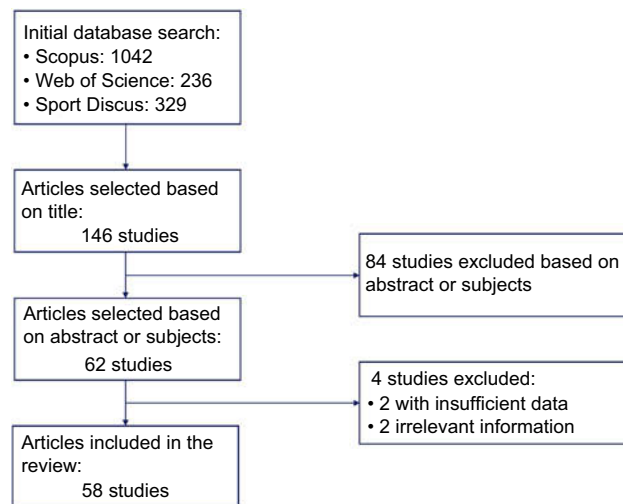 Initial database search:
• Scopus: 1042
• Web of Science: 236
• Sport Discus: 329
Articles selected based
on title:
146 studies
84 studies excluded based on
abstract or subjects
Articles selected based
on abstract or subjects:
62 studies
4 studies excluded:
• 2 with insufficient data
• 2 irrelevant information
Articles included in the
review:
58 studies